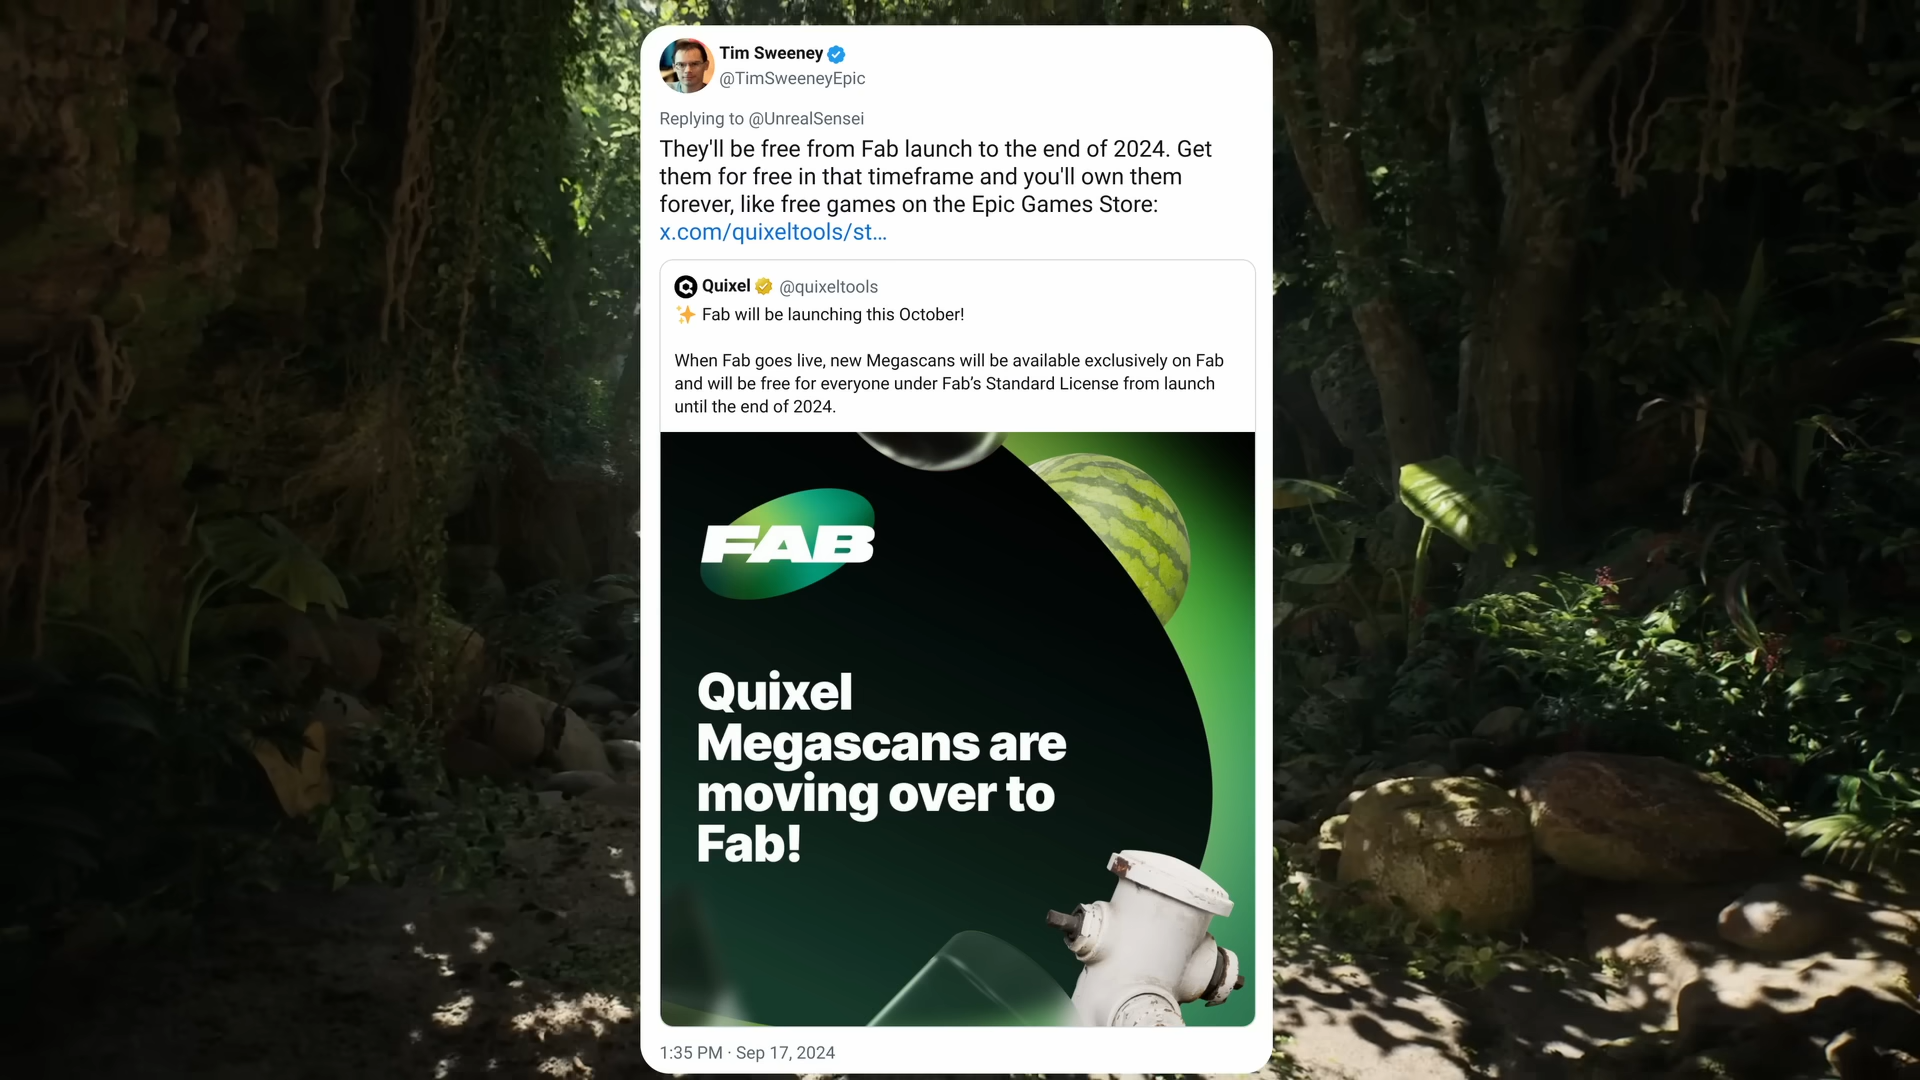 Tim Sweeney
@TimSweeneyEpic
Replying to @UnrealSensei
They'll be free from Fab launch to the end of 2024. Get
them for free in that timeframe and you'll own them
forever, like free games on the Epic Games Store:
x.com/quixeltools/st…
Quixel @quixeltools
✨ Fab will be launching this October!
When Fab goes live, new Megascans will be available exclusively on Fab
and will be free for everyone under Fab’s Standard License from launch
until the end of 2024.
FAB
Quixel
Megascans are
moving over to
Fab!
1:35 PM · Sep 17, 2024